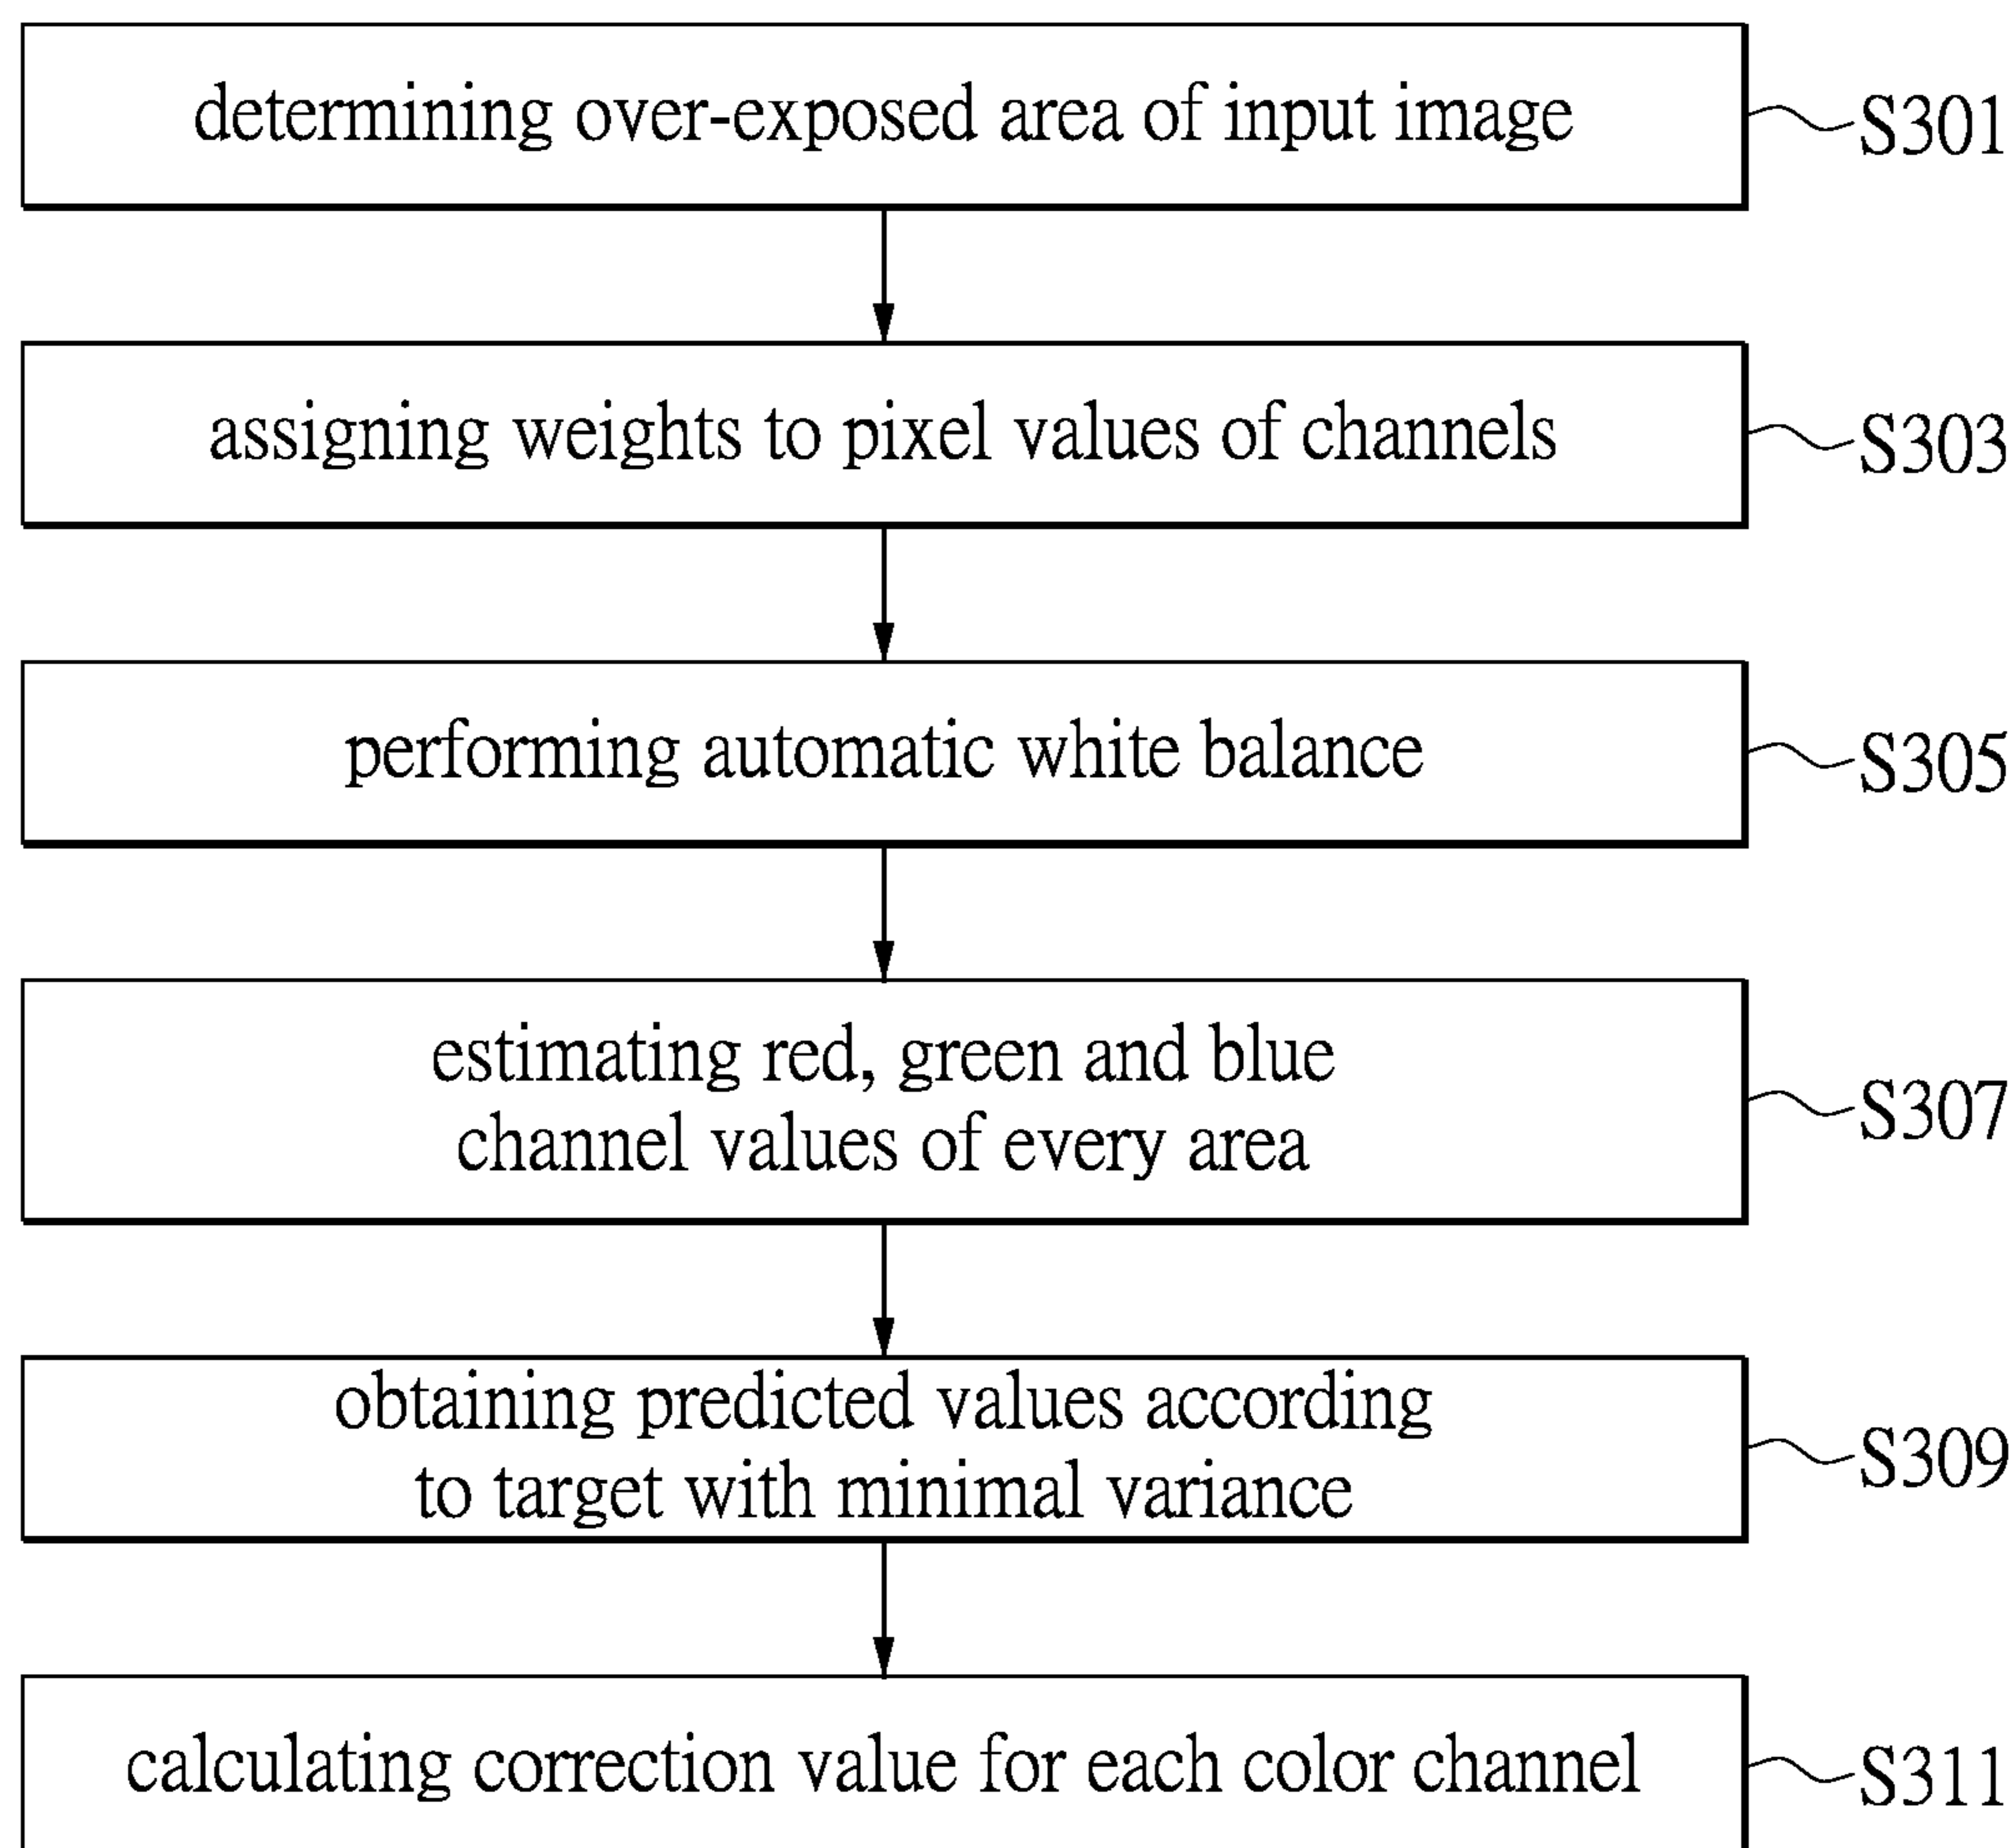 determining over-exposed area of input image
S301
assigning weights to pixel values of channels
S303
performing automatic white balance
S305
estimating red, green and blue
channel values of every area
S307
obtaining predicted values according
to target with minimal variance
S309
calculating correction value for each color channel
S311